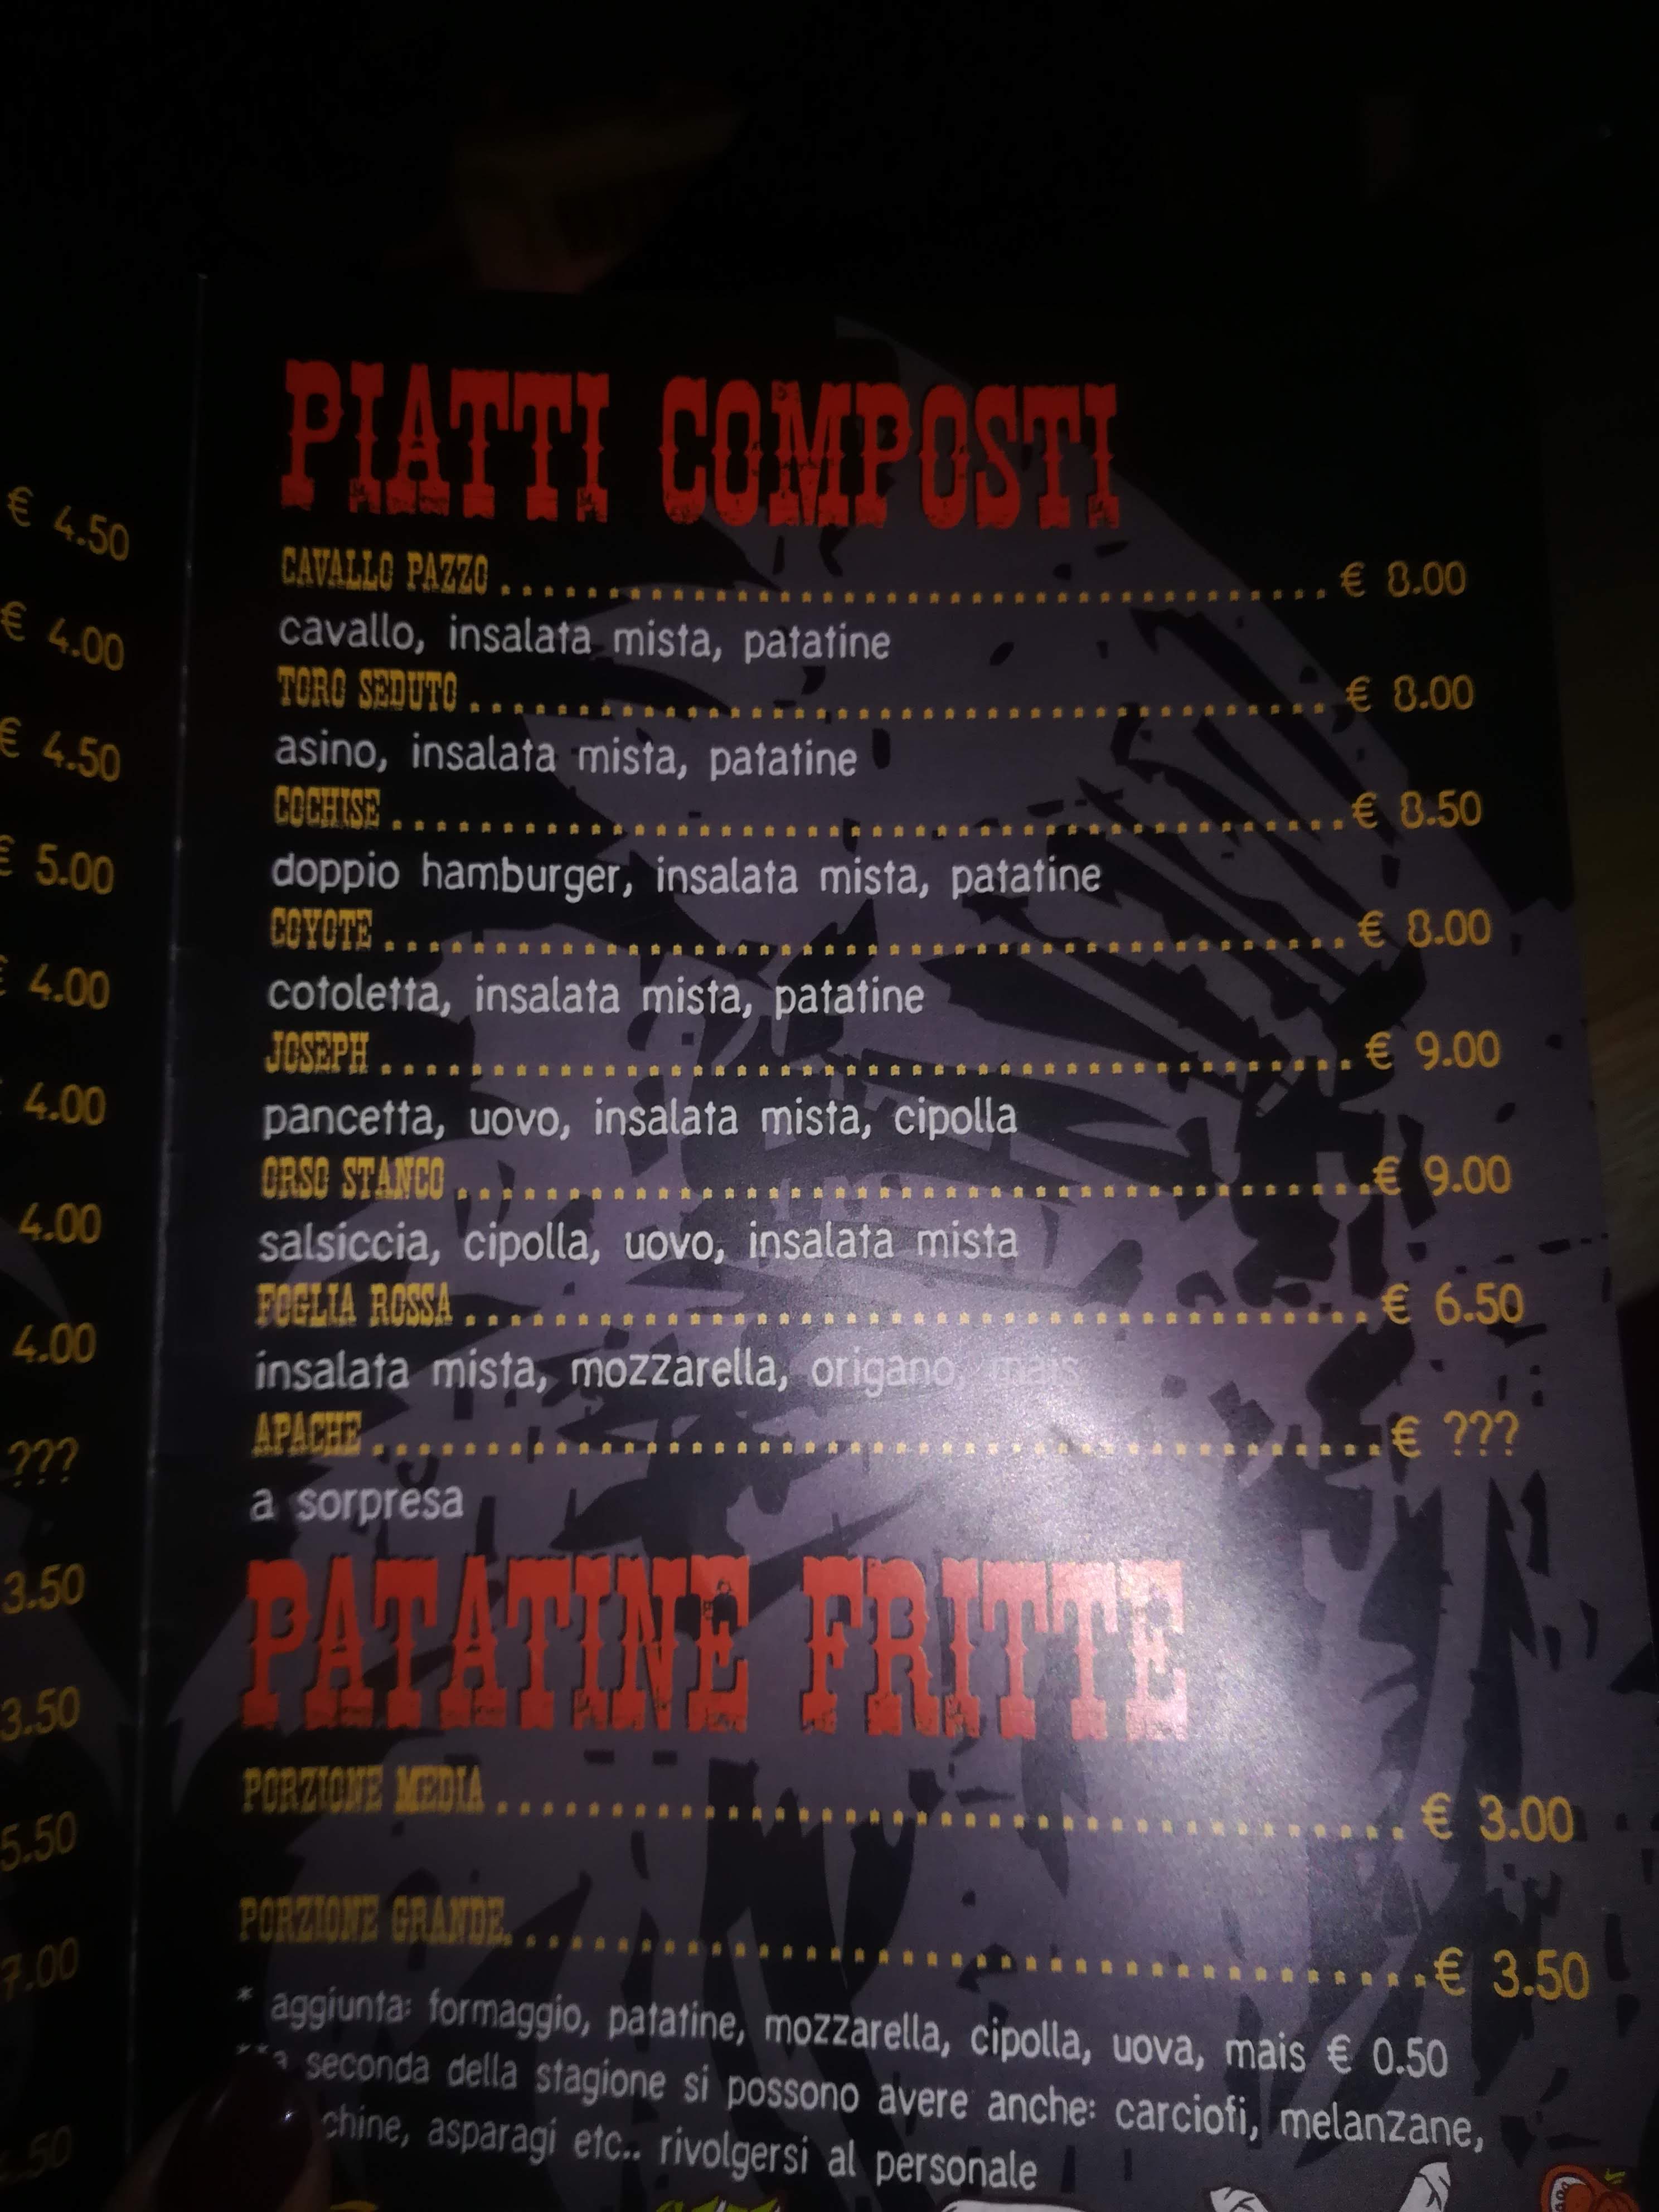 PIATTI COMPOSTI
CAVALLO PAZZO € 8.00
cavallo, insalata mista, patatine
TORO SEDUTO € 8.00
asino, insalata mista, patatine
COCHISE € 8.50
doppio hamburger, insalata mista, patatine
COYOTE € 8.00
cotoletta, insalata mista, patatine
JOSEPH € 9.00
pancetta, uovo, insalata mista, cipolla
ORSO STANCO € 9.00
salsiccia, cipolla, uovo, insalata mista
FOGLIA ROSSA € 6.50
insalata mista, mozzarella, origano, mais
APACHE € ???
a sorpresa
PATATINE FRITTE
PORZIONE MEDIA € 3.00
PORZIONE GRANDE € 3.50
* aggiunta: formaggio, patatine, mozzarella, cipolla, uova, mais € 0.50
**a seconda della stagione si possono avere anche: carciofi, melanzane,
chine, asparagi etc.. rivolgersi al personale
€ 4.50
€ 4.00
€ 4.50
€ 5.00
€ 4.00
4.00
4.00
4.00
???
3.50
3.50
5.50
7.00
.50